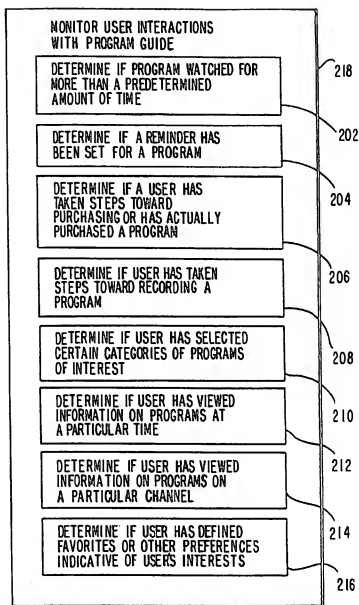 MONITOR USER INTERACTIONS
WITH PROGRAM GUIDE
218
DETERMINE IF PROGRAM WATCHED FOR
MORE THAN A PREDETERMINED
AMOUNT OF TIME
202
DETERMINE IF A REMINDER HAS
BEEN SET FOR A PROGRAM
204
DETERMINE IF A USER HAS
TAKEN STEPS TOWARD
PURCHASING OR HAS ACTUALLY
PURCHASED A PROGRAM
206
DETERMINE IF USER HAS TAKEN
STEPS TOWARD RECORDING A
PROGRAM
208
DETERMINE IF USER HAS SELECTED
CERTAIN CATEGORIES OF PROGRAMS
OF INTEREST
210
DETERMINE IF USER HAS VIEWED
INFORMATION ON PROGRAMS AT
A PARTICULAR TIME
212
DETERMINE IF USER HAS VIEWED
INFORMATION ON PROGRAMS ON
A PARTICULAR CHANNEL
214
DETERMINE IF USER HAS DEFINED
FAVORITES OR OTHER PREFERENCES
INDICATIVE OF USER'S INTERESTS
216